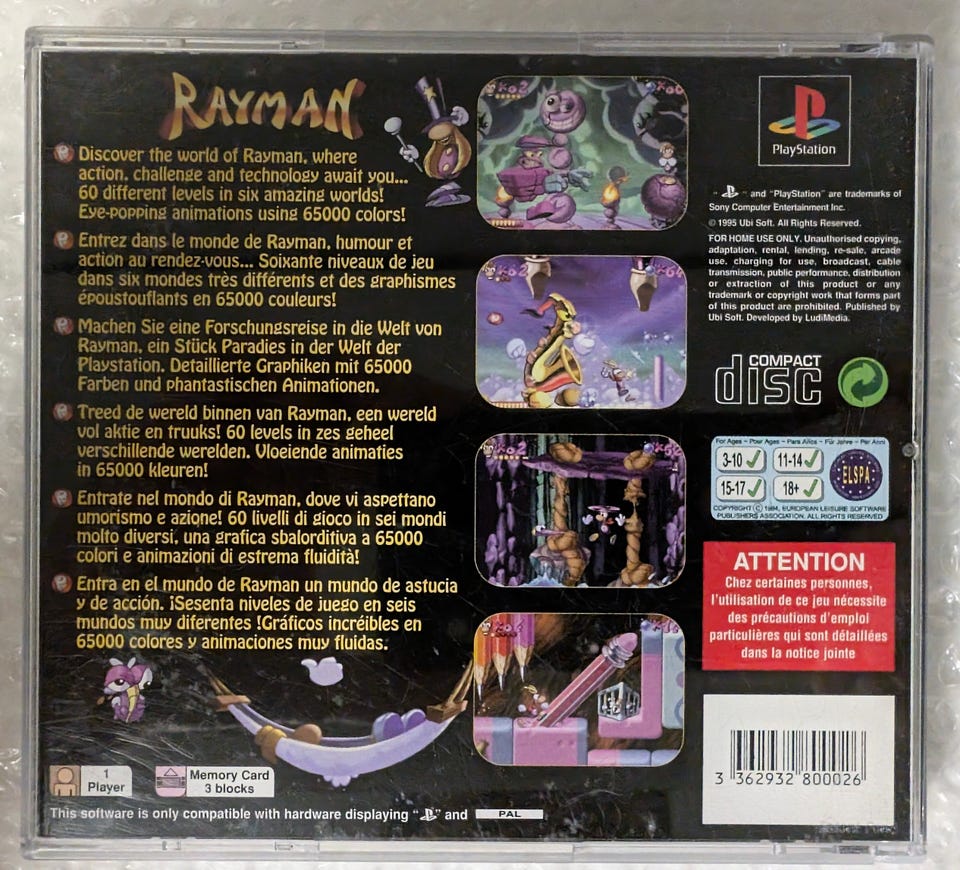 RAYMAN
Discover the world of Rayman, where
action, challenge and technology await you...
60 different levels in six amazing worlds!
Eye-popping animations using 65000 colors!
Entrez dans le monde de Rayman, humour et
action au rendez-vous... Soixante niveaux de jeu
dans six mondes très différents et des graphismes
époustouflants en 65000 couleurs!
Machen Sie eine Forschungsreise in die Welt von
Rayman, ein Stück Paradies in der Welt der
Playstation. Detaillierte Graphiken mit 65000
Farben und phantastischen Animationen.
Treed de wereld binnen van Rayman, een wereld
vol aktie en truuks! 60 levels in zes geheel
verschillende werelden. Vloeiende animaties
in 65000 kleuren!
Entrate nel mondo di Rayman, dove vi aspettano
umorismo e azione! 60 livelli di gioco in sei mondi
molto diversi, una grafica sbalorditiva a 65000
colori e animazioni di estrema fluidità!
Entra en el mundo de Rayman un mundo de astucia
y de acción. ¡Sesenta niveles de juego en seis
mundos muy diferentes !Gráficos incréibles en
65000 colores y animaciones muy fluidas.
1
Player
Memory Card
3 blocks
This software is only compatible with hardware displaying " " and PAL
PlayStation
" " and "PlayStation" are trademarks of
Sony Computer Entertainment Inc.
© 1995 Ubi Soft. All Rights Reserved.
FOR HOME USE ONLY. Unauthorised copying,
adaptation, rental, lending, re-sale, arcade
use, charging for use, broadcast, cable
transmission, public performance, distribution
or extraction of this product or any
trademark or copyright work that forms part
of this product are prohibited. Published by
Ubi Soft. Developed by LudiMedia.
COMPACT
disc
For Ages - Pour Ages - Para Años - Für Jahre - Per Anni
3-10 11-14
15-17 18+
ELSPA
COPYRIGHT © 1994, EUROPEAN LEISURE SOFTWARE
PUBLISHERS ASSOCIATION. ALL RIGHTS RESERVED
ATTENTION
Chez certaines personnes,
l'utilisation de ce jeu nécessite
des précautions d'emploi
particulières qui sont détaillées
dans la notice jointe
3 362932 800026